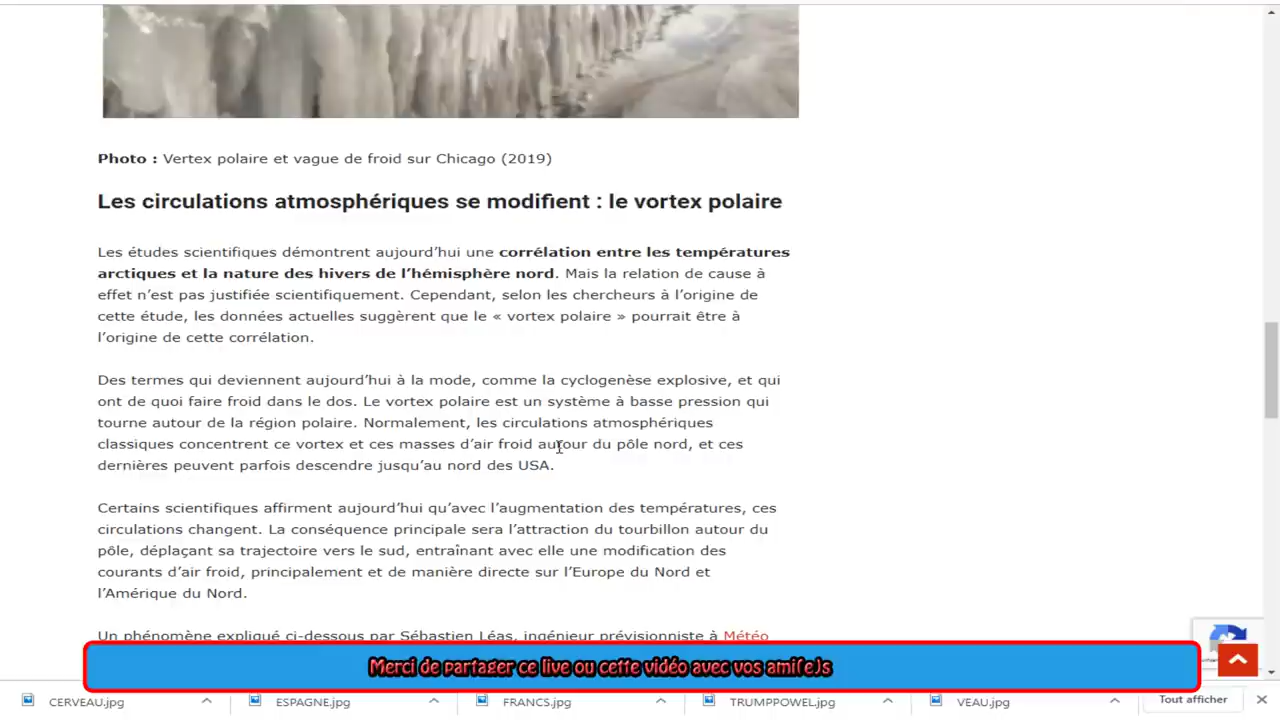 Photo : Vertex polaire et vague de froid sur Chicago (2019)
Les circulations atmosphériques se modifient : le vortex polaire
Les études scientifiques démontrent aujourd’hui une corrélation entre les températures
arctiques et la nature des hivers de l’hémisphère nord. Mais la relation de cause à
effet n’est pas justifiée scientifiquement. Cependant, selon les chercheurs à l’origine de
cette étude, les données actuelles suggèrent que le « vortex polaire » pourrait être à
l’origine de cette corrélation.
Des termes qui deviennent aujourd’hui à la mode, comme la cyclogenèse explosive, et qui
ont de quoi faire froid dans le dos. Le vortex polaire est un système à basse pression qui
tourne autour de la région polaire. Normalement, les circulations atmosphériques
classiques concentrent ce vortex et ces masses d’air froid autour du pôle nord, et ces
dernières peuvent parfois descendre jusqu’au nord des USA.
Certains scientifiques affirment aujourd’hui qu’avec l’augmentation des températures, ces
circulations changent. La conséquence principale sera l’attraction du tourbillon autour du
pôle, déplaçant sa trajectoire vers le sud, entraînant avec elle une modification des
courants d’air froid, principalement et de manière directe sur l’Europe du Nord et
l’Amérique du Nord.
Un phénomène expliqué ci-dessous par Sébastien Léas, ingénieur prévisionniste à Météo
Merci de partager ce live ou cette vidéo avec vos ami(e)s
CERVEAU.jpg
ESPAGNE.jpg
FRANCS.jpg
TRUMPPOWEL.jpg
VEAU.jpg
Tout afficher